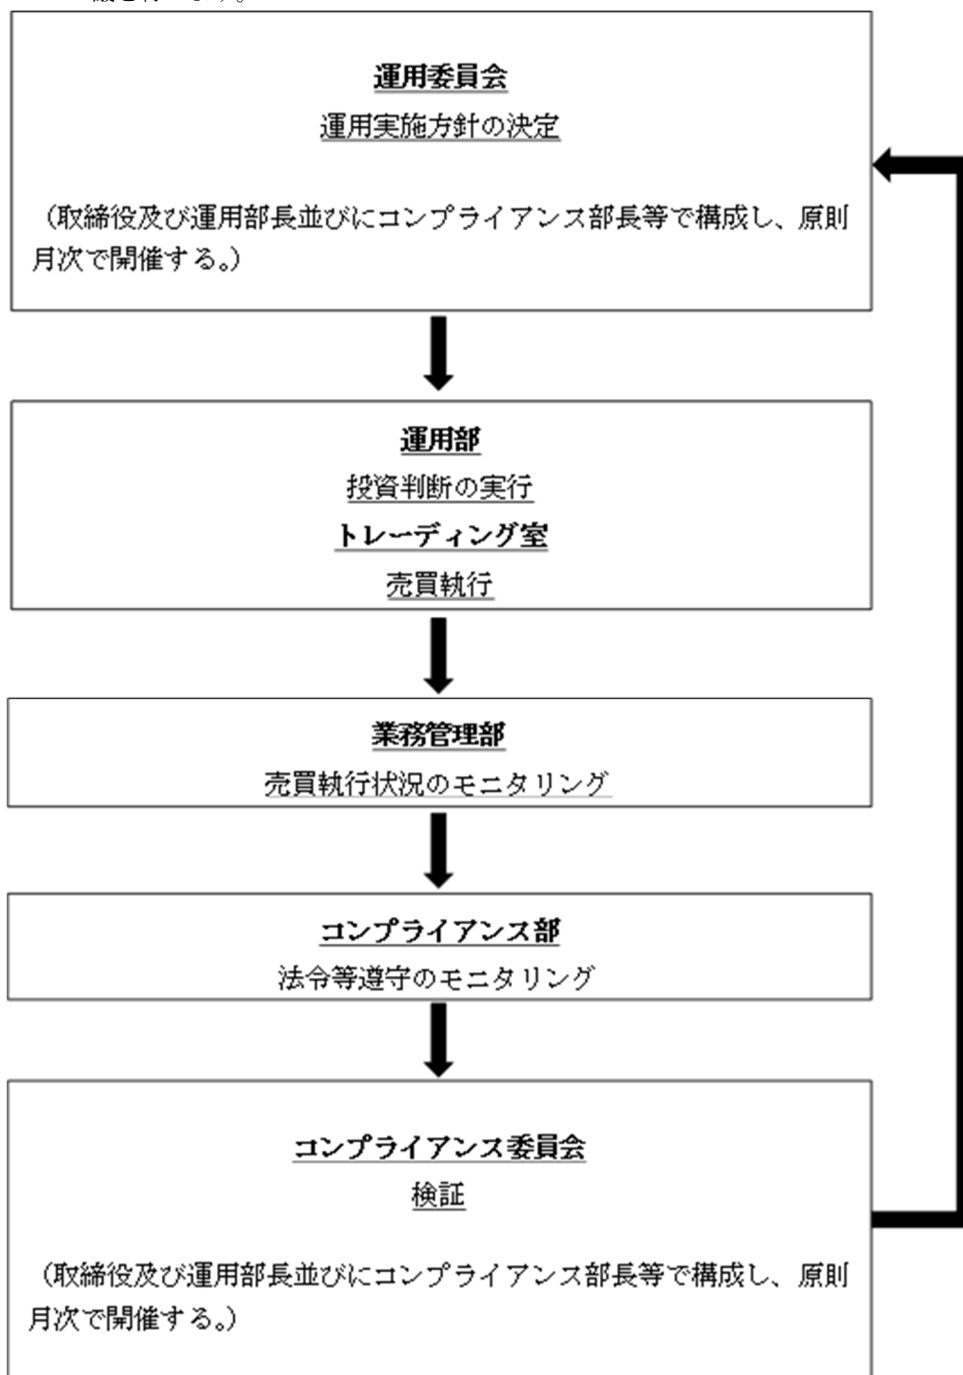 運用委員会
運用実施方針の決定
（取締役及び運用部長並びにコンプライアンス部長等で構成し、原則
月次で開催する。）
運用部
投資判断の実行
トレーディング室
売買執行
業務管理部
売買執行状況のモニタリング
コンプライアンス部
法令等遵守のモニタリング
コンプライアンス委員会
検証
（取締役及び運用部長並びにコンプライアンス部長等で構成し、原則
月次で開催する。）